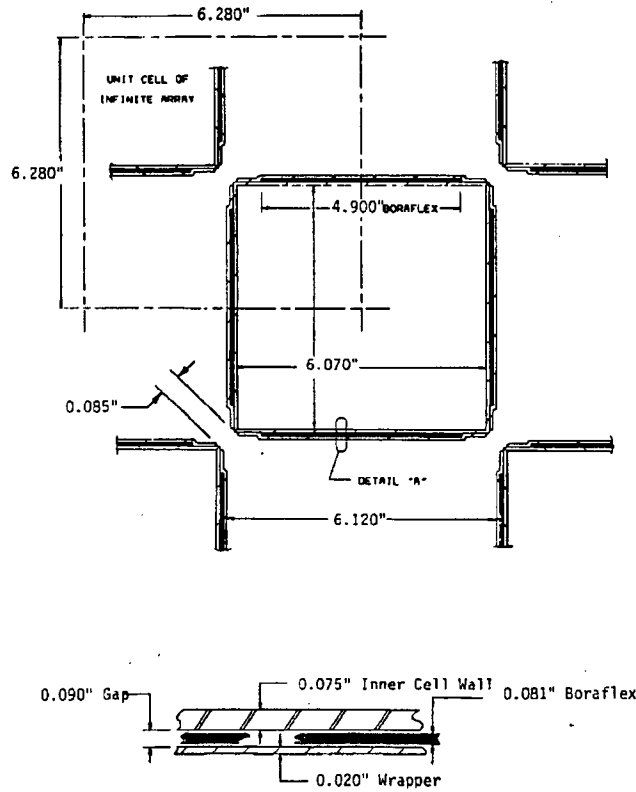 6.280"
UNIT CELL OF
INFINITE ARRAY
6.280"
4.900" BORAFLEX
6.070"
0.085"
DETAIL "A"
6.120"
0.090" Gap
0.075" Inner Cell Wall
0.081" Boraflex
0.020" Wrapper